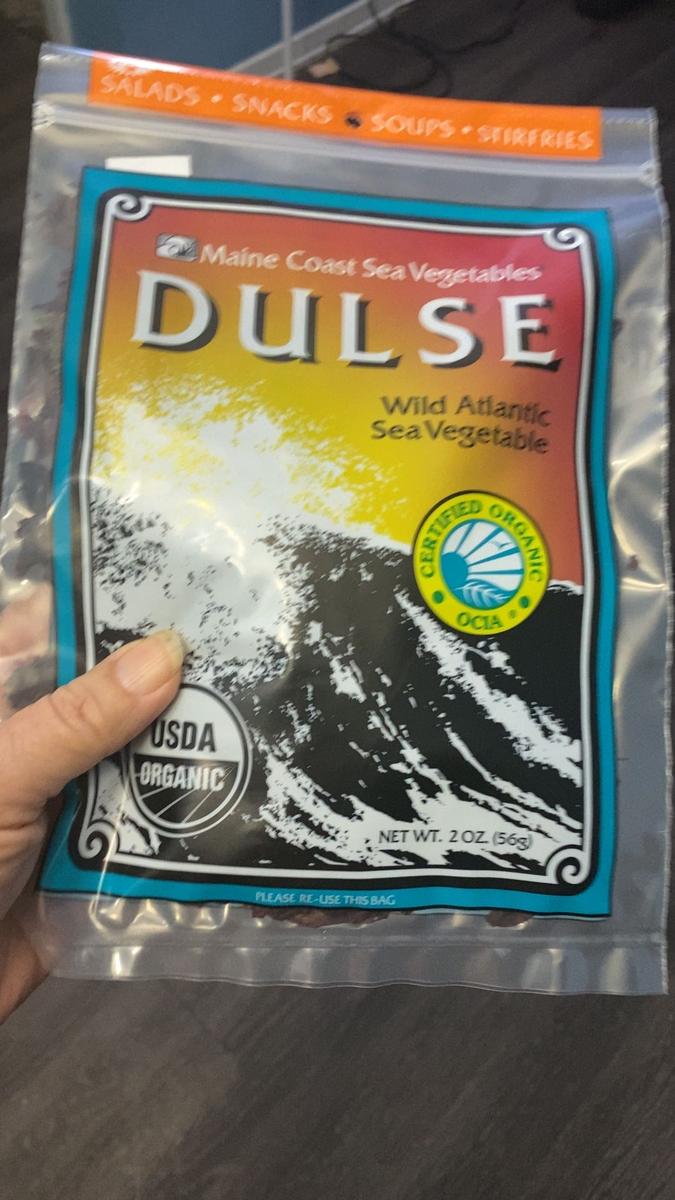 SALADS • SNACKS • SOUPS • STIRFRIES
Maine Coast Sea Vegetables
DULSE
Wild Atlantic
Sea Vegetable
CERTIFIED ORGANIC
• OCIA ®•
USDA
ORGANIC
NET WT. 2 OZ. (56g)
PLEASE RE-USE THIS BAG